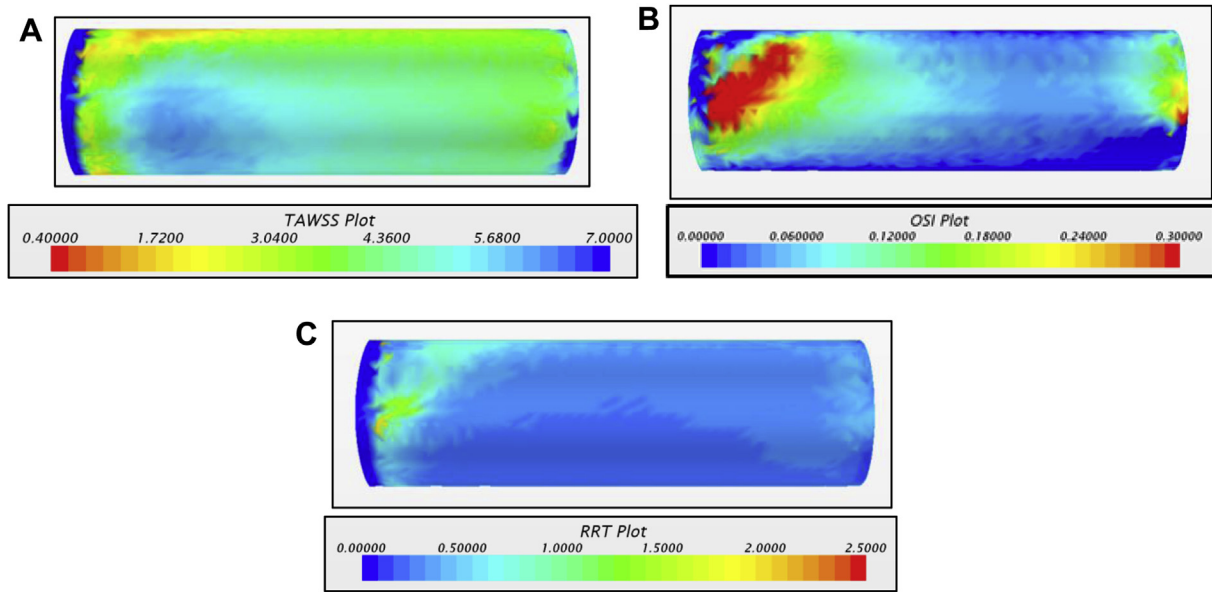 A
B
TAWSS Plot
0.40000 1.7200 3.0400 4.3600 5.6800 7.0000
OSI Plot
0.00000 0.060000 0.12000 0.18000 0.24000 0.30000
C
RRT Plot
0.00000 0.50000 1.0000 1.5000 2.0000 2.5000